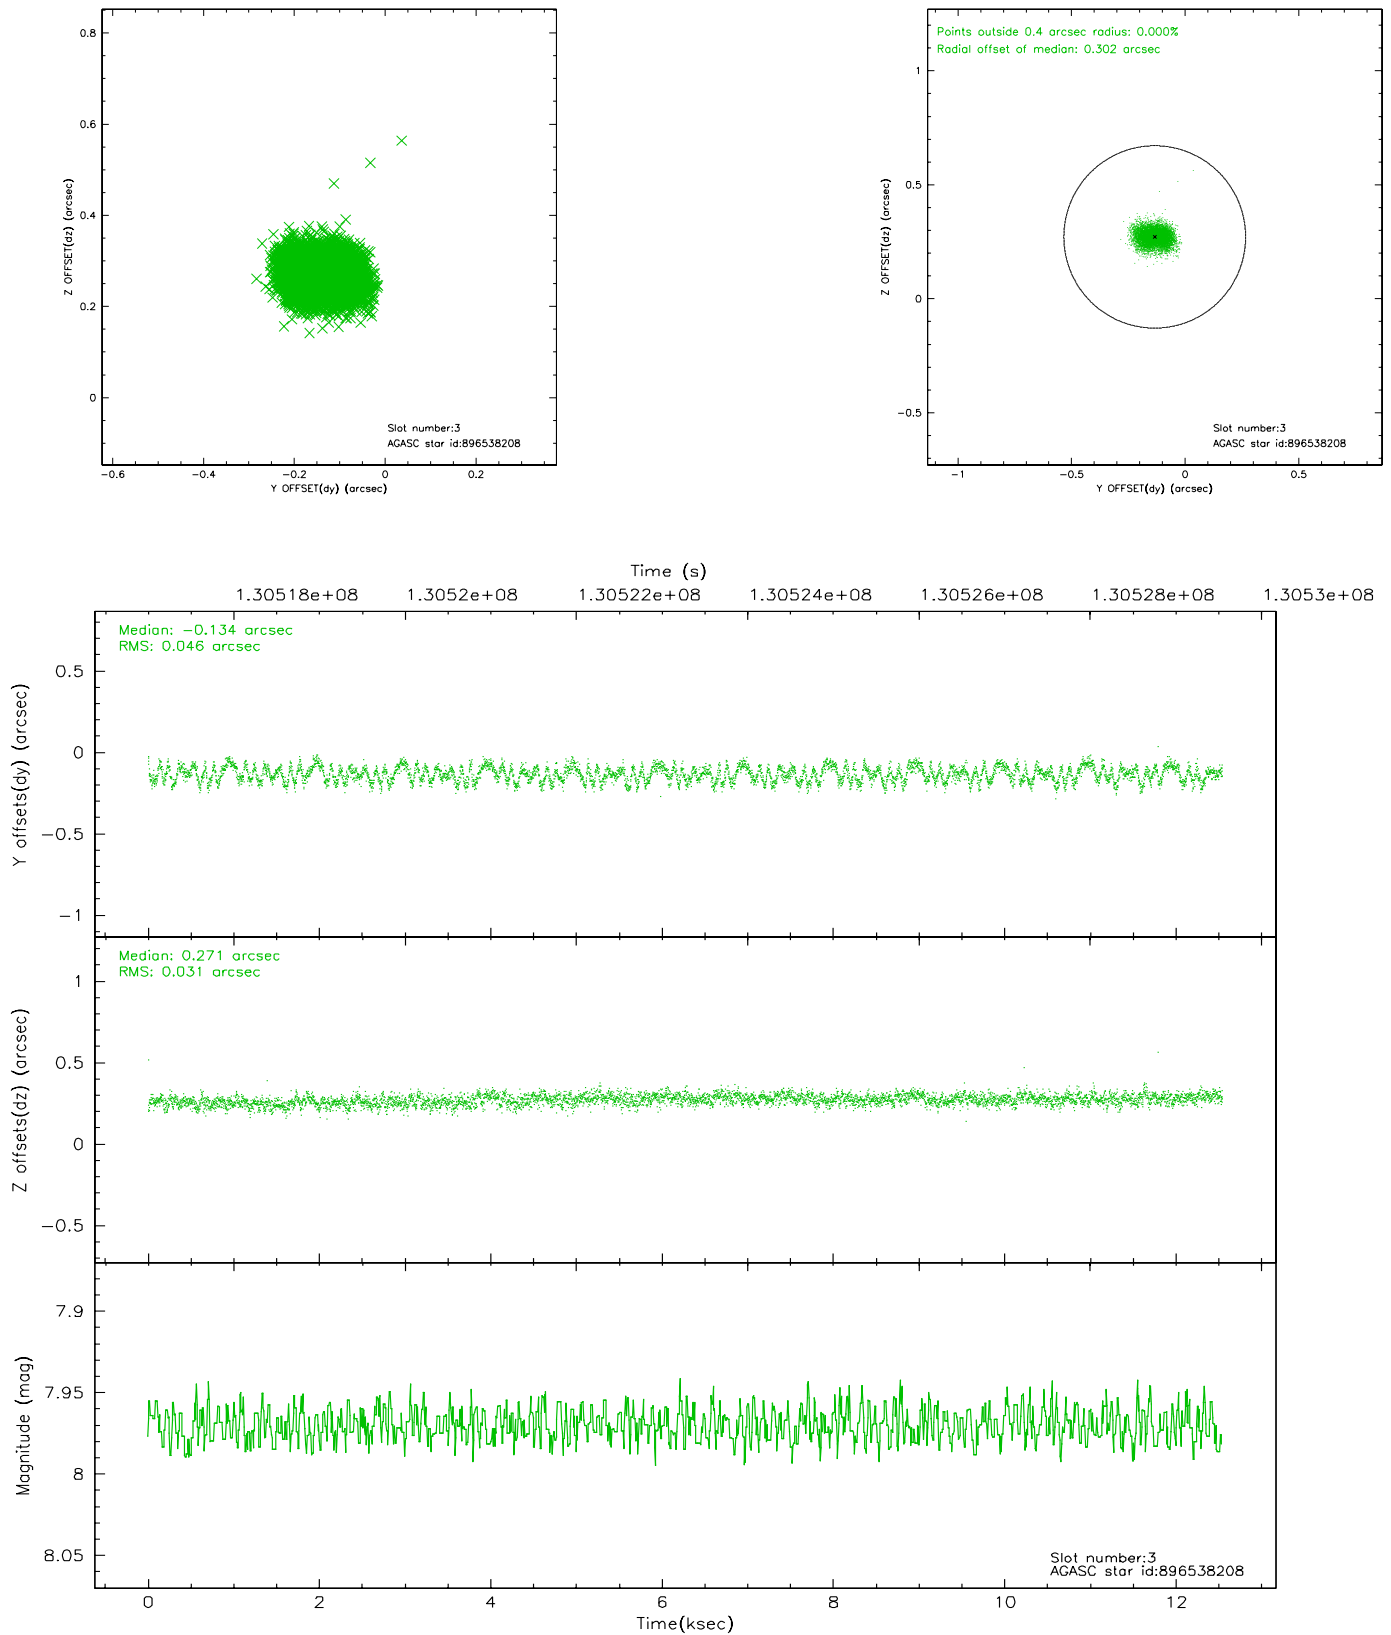 0.8
0.6
0.4
0.2
0
Z OFFSET(dz) (arcsec)
Slot number:3
AGASC star id:896538208
−0.6 −0.4 −0.2 0 0.2
Y OFFSET(dy) (arcsec)
Points outside 0.4 arcsec radius: 0.000%
Radial offset of median: 0.302 arcsec
1
0.5
0
−0.5
Z OFFSET(dz) (arcsec)
Slot number:3
AGASC star id:896538208
−1 −0.5 0 0.5
Y OFFSET(dy) (arcsec)
Time (s)
1.30518e+08 1.3052e+08 1.30522e+08 1.30524e+08 1.30526e+08 1.30528e+08 1.3053e+08
Median: −0.134 arcsec
RMS: 0.046 arcsec
0.5
0
−0.5
−1
Y offsets(dy) (arcsec)
Median: 0.271 arcsec
RMS: 0.031 arcsec
1
0.5
0
−0.5
Z offsets(dz) (arcsec)
7.9
7.95
8
8.05
Magnitude (mag)
Slot number:3
AGASC star id:896538208
0 2 4 6 8 10 12
Time(ksec)